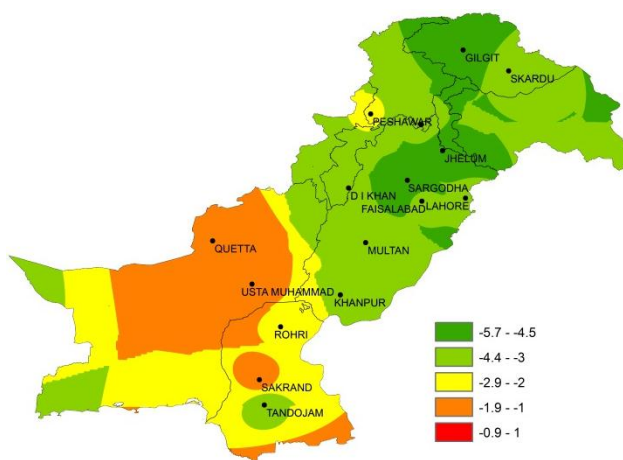 GILGIT
SKARDU
PESHAWAR
JHELUM
SARGODHA
D I KHAN
FAISALABAD
LAHORE
MULTAN
QUETTA
USTA MUHAMMAD
KHANPUR
ROHRI
SAKRAND
TANDOJAM
-5.7 - -4.5
-4.4 - -3
-2.9 - -2
-1.9 - -1
-0.9 - 1